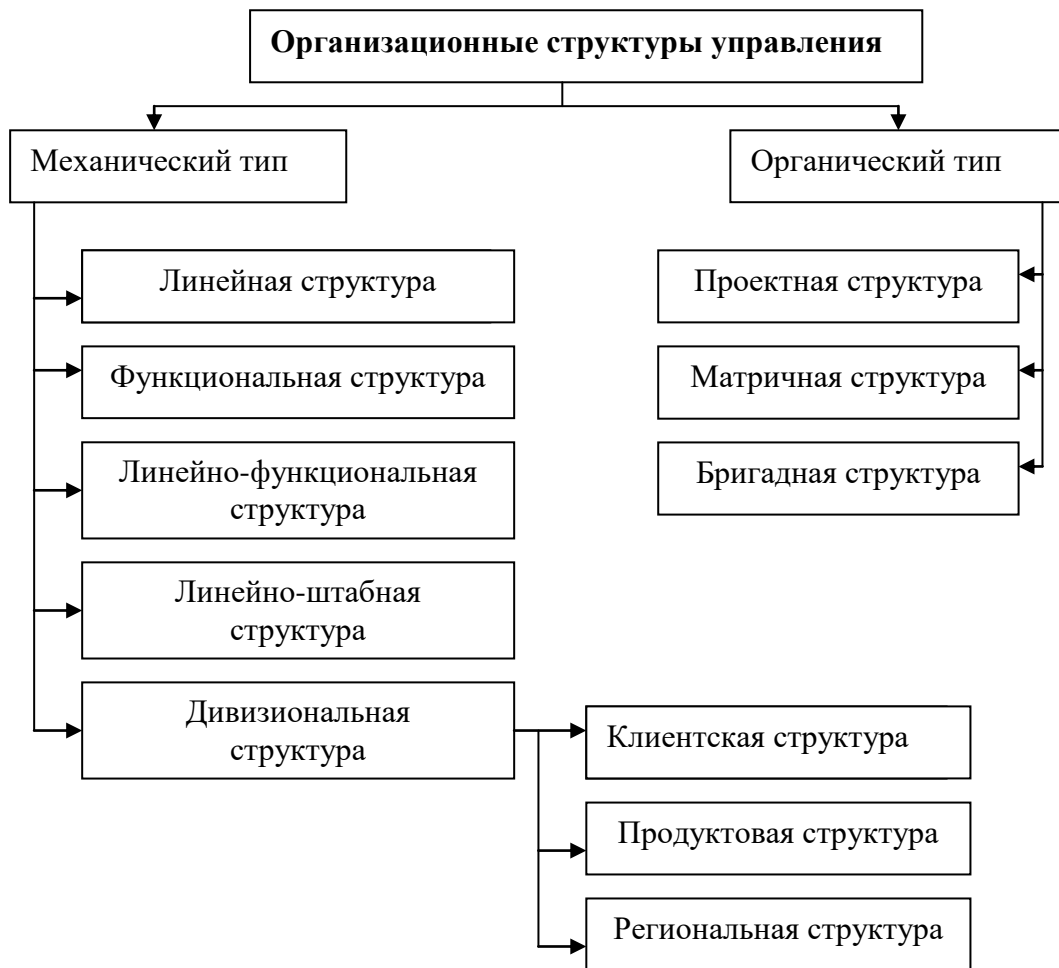 Организационные структуры управления
Механический тип
Органический тип
Линейная структура
Проектная структура
Функциональная структура
Матричная структура
Линейно-функциональная
структура
Бригадная структура
Линейно-штабная
структура
Дивизиональная
структура
Клиентская структура
Продуктовая структура
Региональная структура